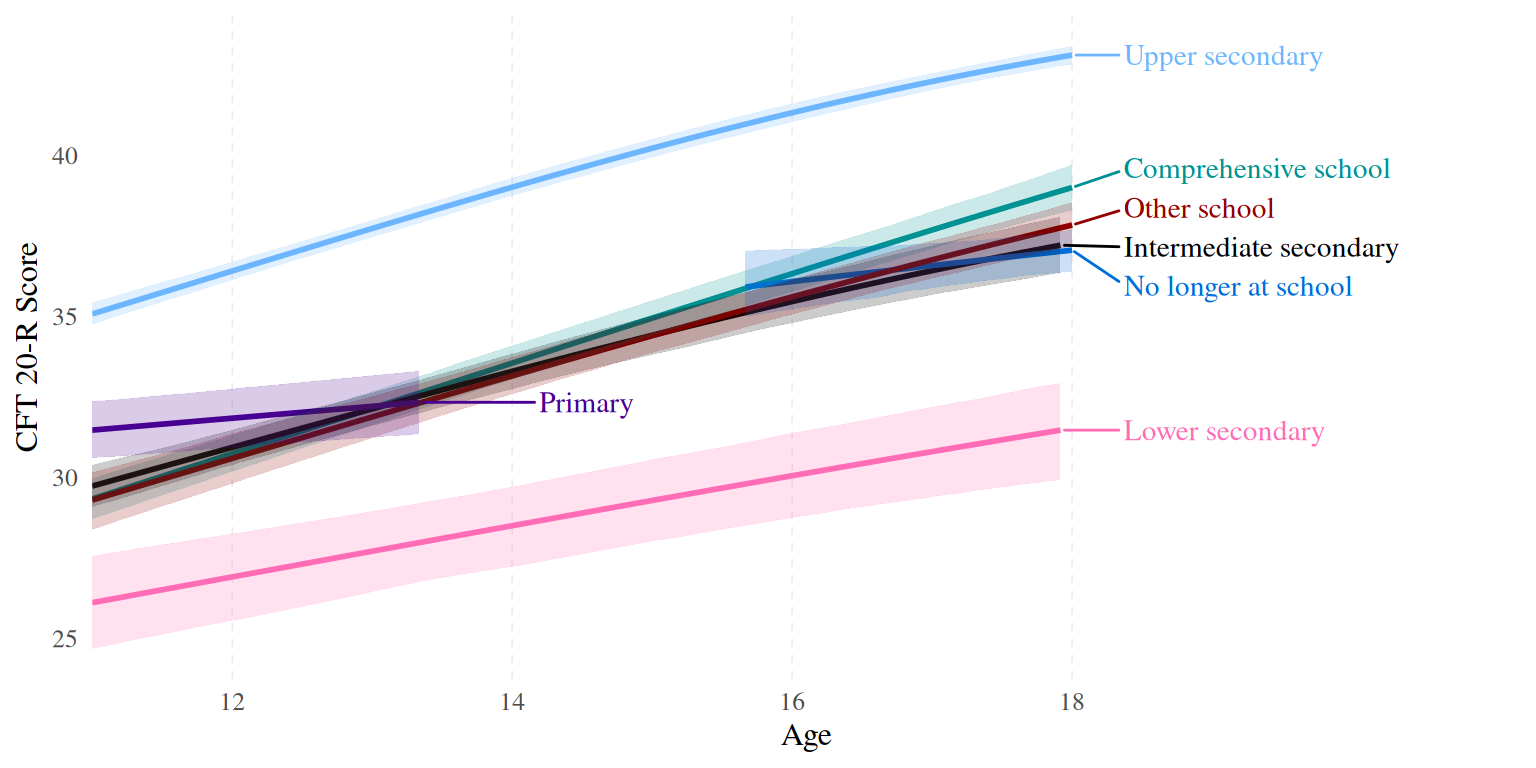 Upper secondary
40
Comprehensive school
Other school
Intermediate secondary
No longer at school
35
CFT 20-R Score
Primary
Lower secondary
30
25
12 14 16 18
Age